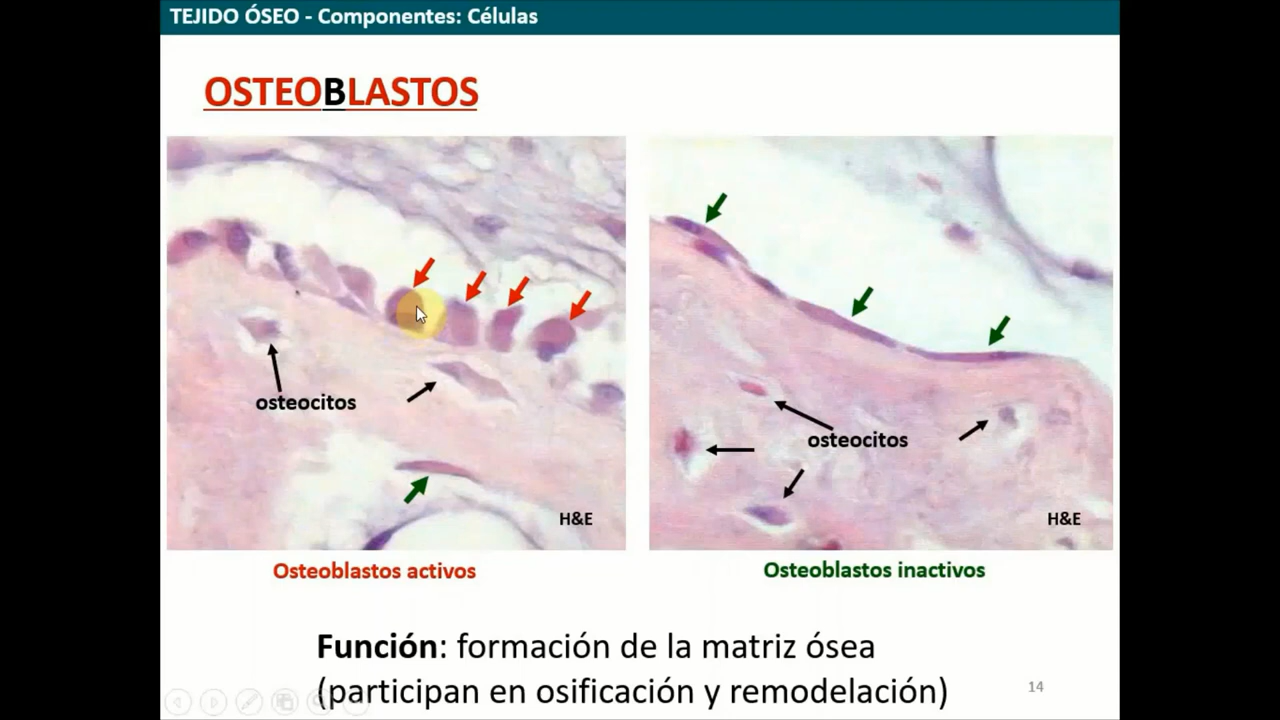 TEJIDO ÓSEO - Componentes: Células
OSTEOBLASTOS
osteocitos
H&E
osteocitos
H&E
Osteoblastos activos
Osteoblastos inactivos
Función: formación de la matriz ósea
(participan en osificación y remodelación)
14